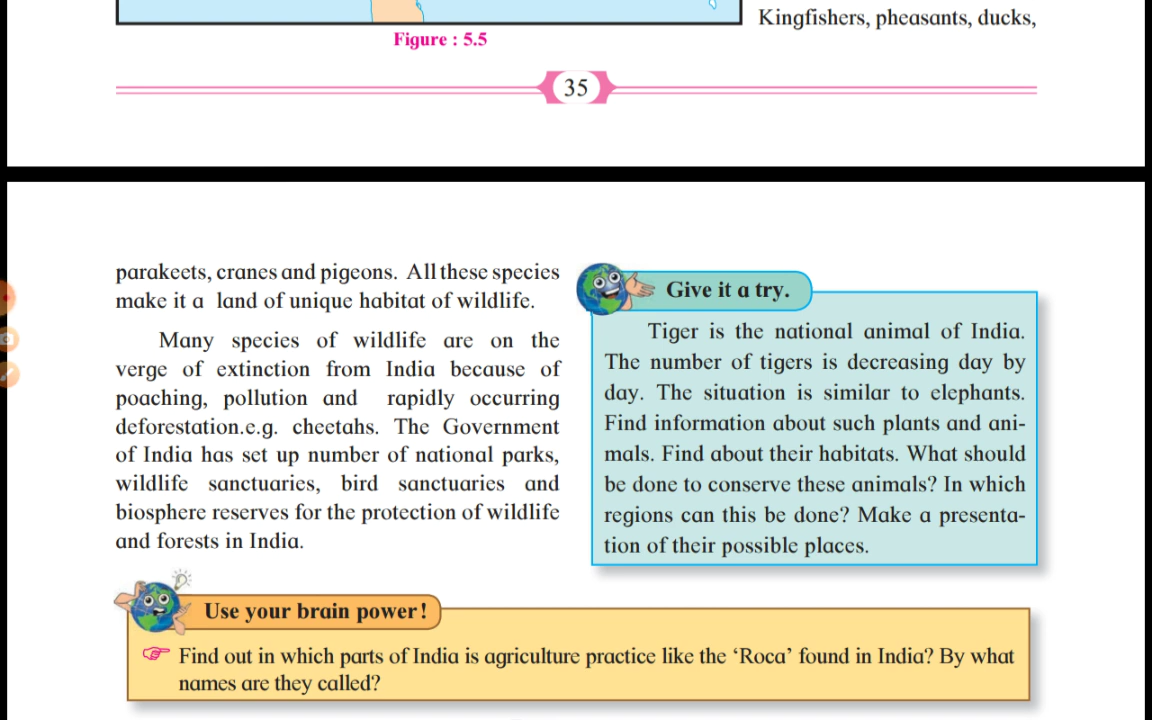 Kingfishers, pheasants, ducks,
Figure : 5.5
35
parakeets, cranes and pigeons. All these species
make it a land of unique habitat of wildlife.
Many species of wildlife are on the
verge of extinction from India because of
poaching, pollution and rapidly occurring
deforestation.e.g. cheetahs. The Government
of India has set up number of national parks,
wildlife sanctuaries, bird sanctuaries and
biosphere reserves for the protection of wildlife
and forests in India.
Give it a try.
Tiger is the national animal of India.
The number of tigers is decreasing day by
day. The situation is similar to elephants.
Find information about such plants and ani-
mals. Find about their habitats. What should
be done to conserve these animals? In which
regions can this be done? Make a presenta-
tion of their possible places.
Use your brain power!
Find out in which parts of India is agriculture practice like the ‘Roca’ found in India? By what
names are they called?